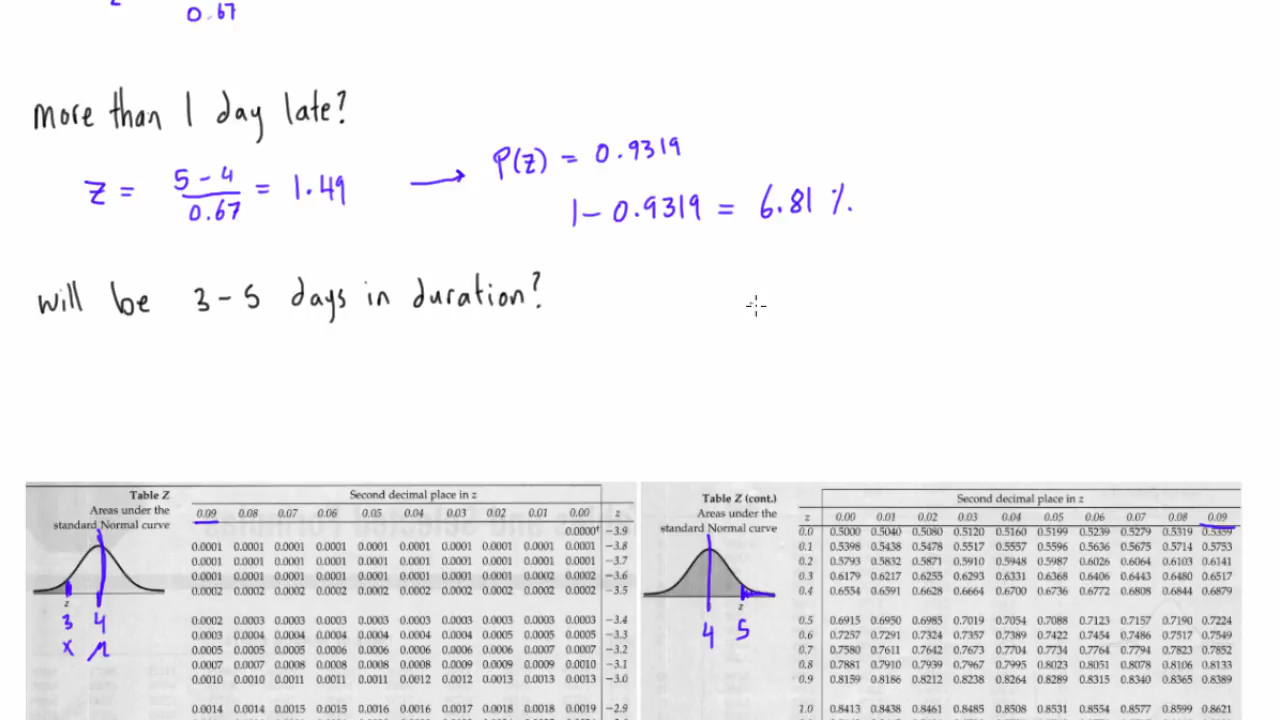 0.67
more than 1 day late?
Z = 5 - 4 / 0.67 = 1.49 → P(z) = 0.9319
1 - 0.9319 = 6.81 %
will be 3 - 5 days in duration?
Table Z
Areas under the
standard Normal curve
Second decimal place in z
0.09 0.08 0.07 0.06 0.05 0.04 0.03 0.02 0.01 0.00 z
0.0000† −3.9
0.0001 0.0001 0.0001 0.0001 0.0001 0.0001 0.0001 0.0001 0.0001 0.0001 −3.8
0.0001 0.0001 0.0001 0.0001 0.0001 0.0001 0.0001 0.0001 0.0001 0.0001 −3.7
0.0001 0.0001 0.0001 0.0001 0.0001 0.0001 0.0001 0.0001 0.0002 0.0002 −3.6
0.0002 0.0002 0.0002 0.0002 0.0002 0.0002 0.0002 0.0002 0.0002 0.0002 −3.5
0.0002 0.0003 0.0003 0.0003 0.0003 0.0003 0.0003 0.0003 0.0003 0.0003 −3.4
0.0003 0.0004 0.0004 0.0004 0.0004 0.0004 0.0004 0.0005 0.0005 0.0005 −3.3
0.0005 0.0005 0.0005 0.0006 0.0006 0.0006 0.0006 0.0006 0.0007 0.0007 −3.2
0.0007 0.0007 0.0008 0.0008 0.0008 0.0008 0.0009 0.0009 0.0009 0.0010 −3.1
0.0010 0.0010 0.0011 0.0011 0.0011 0.0012 0.0012 0.0013 0.0013 0.0013 −3.0
0.0014 0.0014 0.0015 0.0015 0.0016 0.0016 0.0017 0.0018 0.0018 0.0019 −2.9
z
3 4
x μ
Table Z (cont.)
Areas under the
standard Normal curve
Second decimal place in z
z 0.00 0.01 0.02 0.03 0.04 0.05 0.06 0.07 0.08 0.09
0.0 0.5000 0.5040 0.5080 0.5120 0.5160 0.5199 0.5239 0.5279 0.5319 0.5359
0.1 0.5398 0.5438 0.5478 0.5517 0.5557 0.5596 0.5636 0.5675 0.5714 0.5753
0.2 0.5793 0.5832 0.5871 0.5910 0.5948 0.5987 0.6026 0.6064 0.6103 0.6141
0.3 0.6179 0.6217 0.6255 0.6293 0.6331 0.6368 0.6406 0.6443 0.6480 0.6517
0.4 0.6554 0.6591 0.6628 0.6664 0.6700 0.6736 0.6772 0.6808 0.6844 0.6879
0.5 0.6915 0.6950 0.6985 0.7019 0.7054 0.7088 0.7123 0.7157 0.7190 0.7224
0.6 0.7257 0.7291 0.7324 0.7357 0.7389 0.7422 0.7454 0.7486 0.7517 0.7549
0.7 0.7580 0.7611 0.7642 0.7673 0.7704 0.7734 0.7764 0.7794 0.7823 0.7852
0.8 0.7881 0.7910 0.7939 0.7967 0.7995 0.8023 0.8051 0.8078 0.8106 0.8133
0.9 0.8159 0.8186 0.8212 0.8238 0.8264 0.8289 0.8315 0.8340 0.8365 0.8389
1.0 0.8413 0.8438 0.8461 0.8485 0.8508 0.8531 0.8554 0.8577 0.8599 0.8621
z
4 5